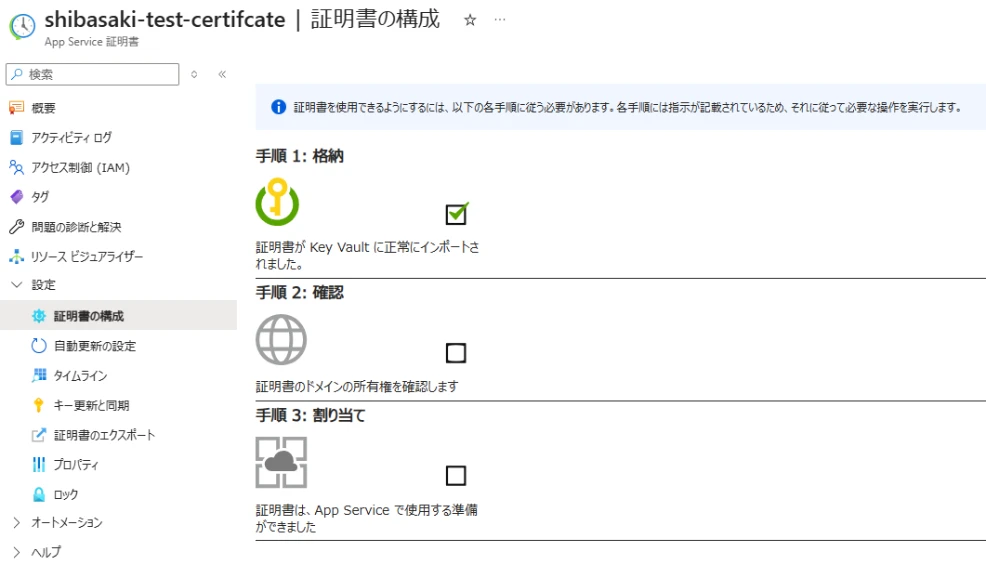 shibasaki-test-certifcate | 証明書の構成
App Service 証明書
検索
概要
アクティビティ ログ
アクセス制御 (IAM)
タグ
問題の診断と解決
リソース ビジュアライザー
設定
証明書の構成
自動更新の設定
タイムライン
キー更新と同期
証明書のエクスポート
プロパティ
ロック
オートメーション
ヘルプ
証明書を使用できるようにするには、以下の各手順に従う必要があります。各手順には指示が記載されているため、それに従って必要な操作を実行します。
手順 1: 格納
証明書が Key Vault に正常にインポートさ
れました。
手順 2: 確認
証明書のドメインの所有権を確認します
手順 3: 割り当て
証明書は、App Service で使用する準備
ができました